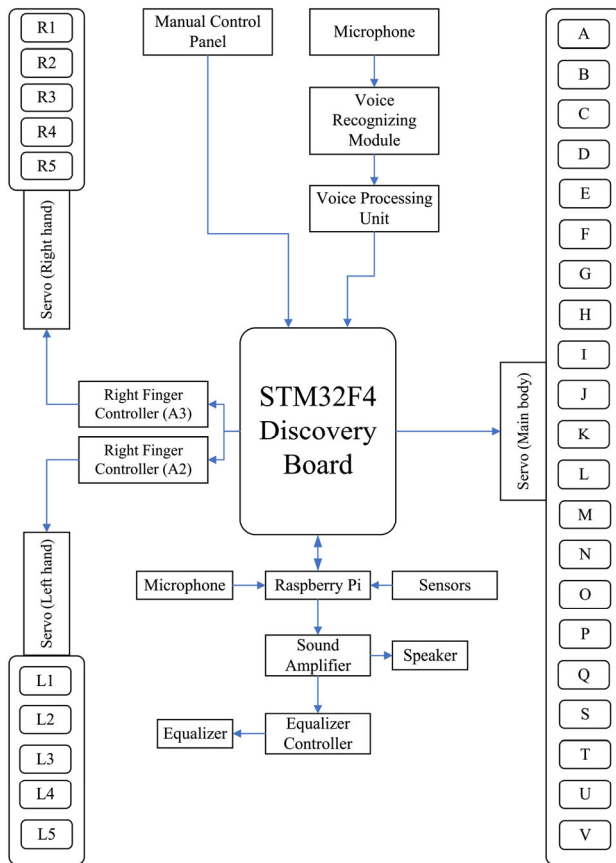 R1
R2
R3
R4
R5
Servo (Right hand)
Manual Control
Panel
Microphone
Voice
Recognizing
Module
Voice Processing
Unit
STM32F4
Discovery
Board
Right Finger
Controller (A3)
Right Finger
Controller (A2)
Servo (Left hand)
L1
L2
L3
L4
L5
Microphone
Raspberry Pi
Sensors
Sound
Amplifier
Speaker
Equalizer
Equalizer
Controller
Servo (Main body)
A
B
C
D
E
F
G
H
I
J
K
L
M
N
O
P
Q
S
T
U
V